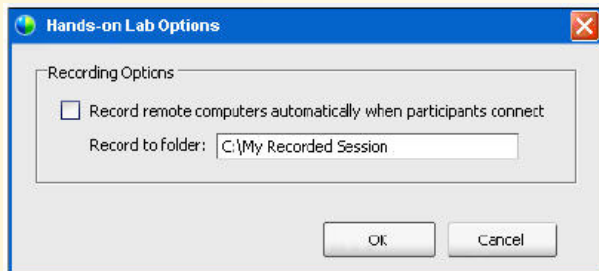 Hands-on Lab Options
Recording Options
Record remote computers automatically when participants connect
Record to folder: C:\My Recorded Session
OK Cancel